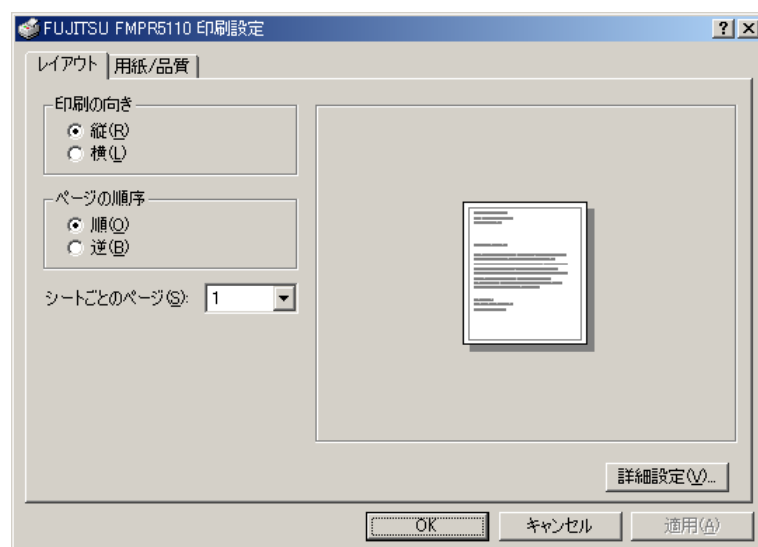 FUJITSU FMPR5110 印刷設定
レイアウト 用紙/品質
印刷の向き
縦(R)
横(L)
ページの順序
順(O)
逆(B)
シートごとのページ(S): 1
詳細設定(V)...
OK キャンセル 適用(A)